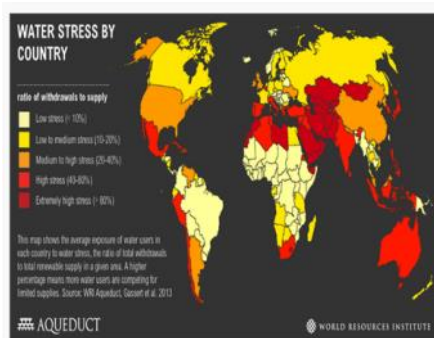 WATER STRESS BY
COUNTRY
ratio of withdrawals to supply
Low stress (< 10%)
Low to medium stress (10-20%)
Medium to high stress (20-40%)
High stress (40-80%)
Extremely high stress (> 80%)
This map shows the average exposure of water users in
each country to water stress, the ratio of total withdrawals
to total renewable supply in a given area. A higher
percentage means more water users are competing for
limited supplies. Source: WRI Aqueduct, Gassert et al. 2013
AQUEDUCT
WORLD RESOURCES INSTITUTE